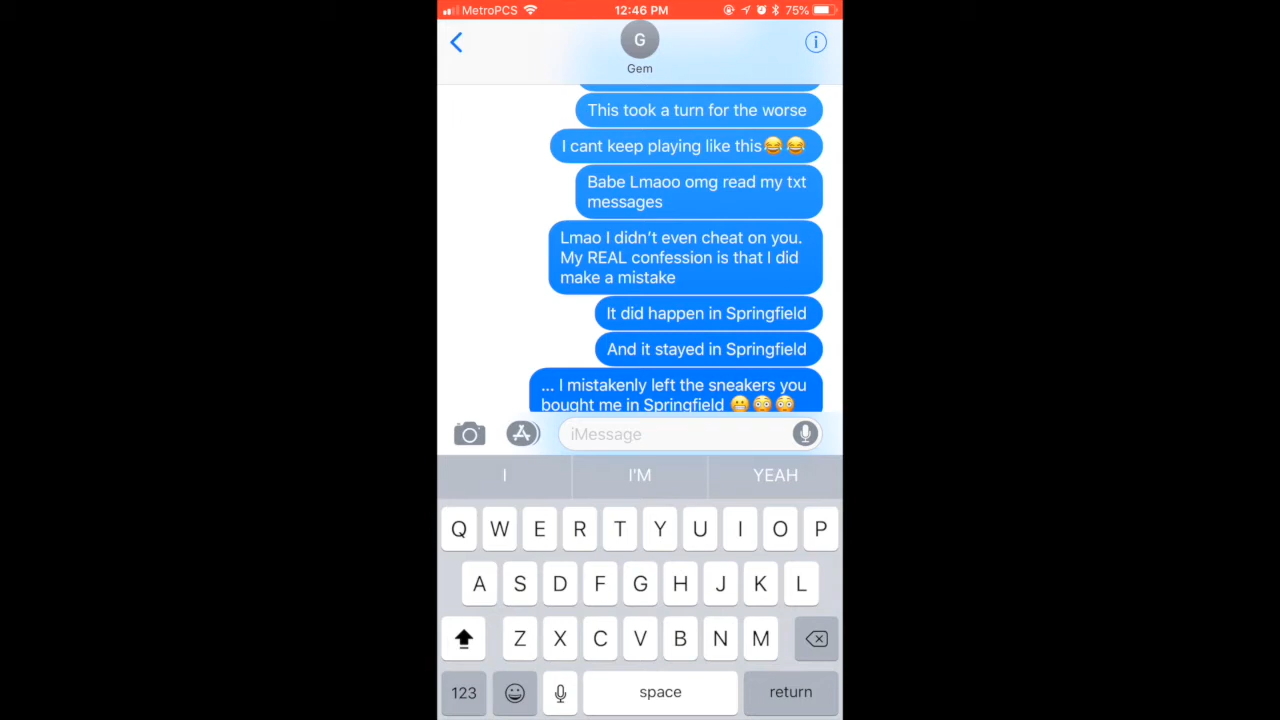 MetroPCS 12:46 PM 75%
G
Gem
This took a turn for the worse
I cant keep playing like this😂 😂
Babe Lmaoo omg read my txt
messages
Lmao I didn't even cheat on you.
My REAL confession is that I did
make a mistake
It did happen in Springfield
And it stayed in Springfield
... I mistakenly left the sneakers you
bought me in Springfield 😬 😳 😳
iMessage
I I'M YEAH
Q W E R T Y U I O P
A S D F G H J K L
Z X C V B N M
123 space return